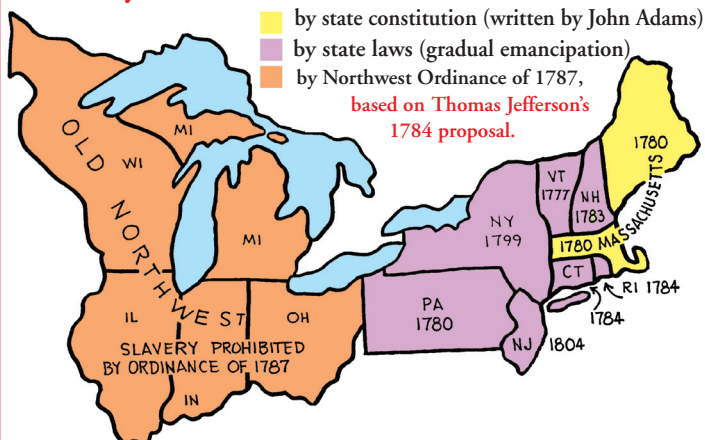 by state constitution (written by John Adams)
by state laws (gradual emancipation)
by Northwest Ordinance of 1787,
based on Thomas Jefferson's
1784 proposal.
OLD NORTHWEST
MI
WI
MI
IL
OH
SLAVERY PROHIBITED
BY ORDINANCE OF 1787
IN
1780
VT
1777
NH
1783
NY
1799
1780 MASSACHUSETTS
CT
RI 1784
1784
PA
1780
NJ
1804